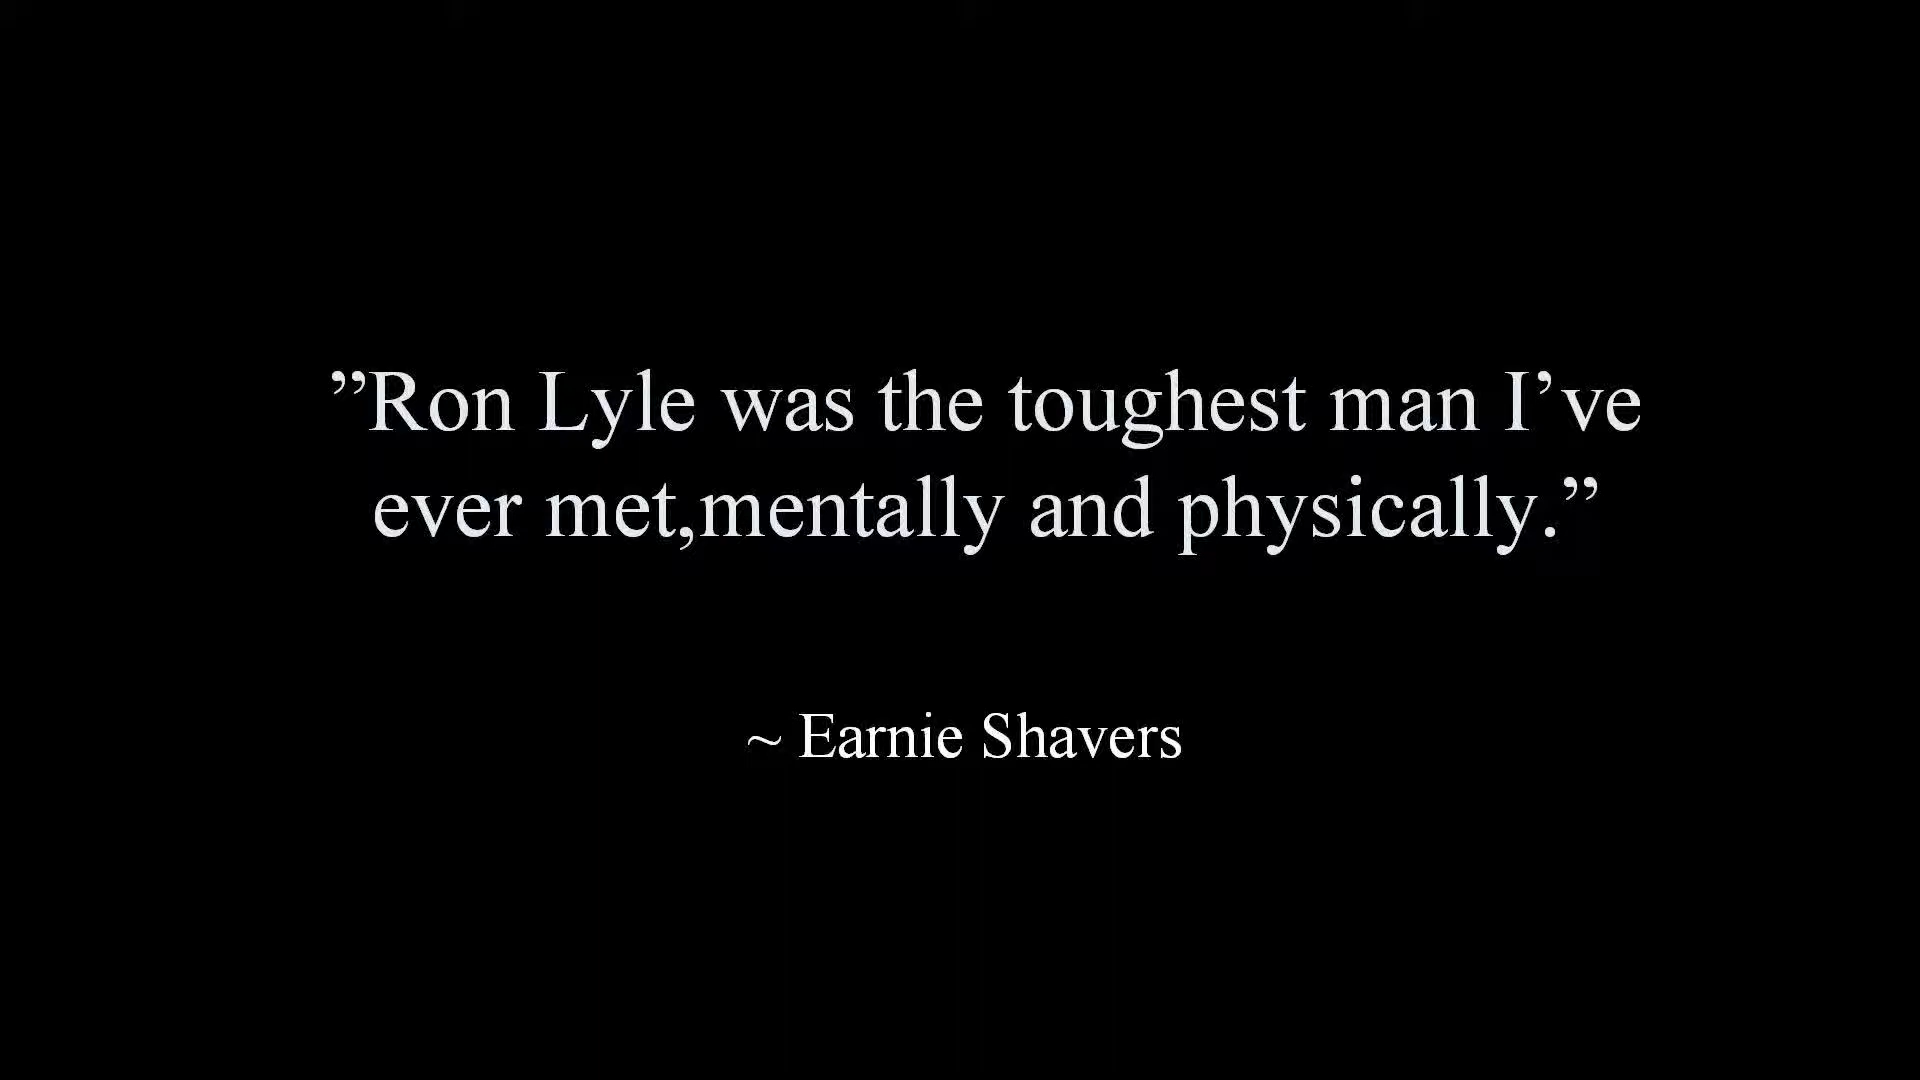 ”Ron Lyle was the toughest man I’ve
ever met,mentally and physically.”
~ Earnie Shavers